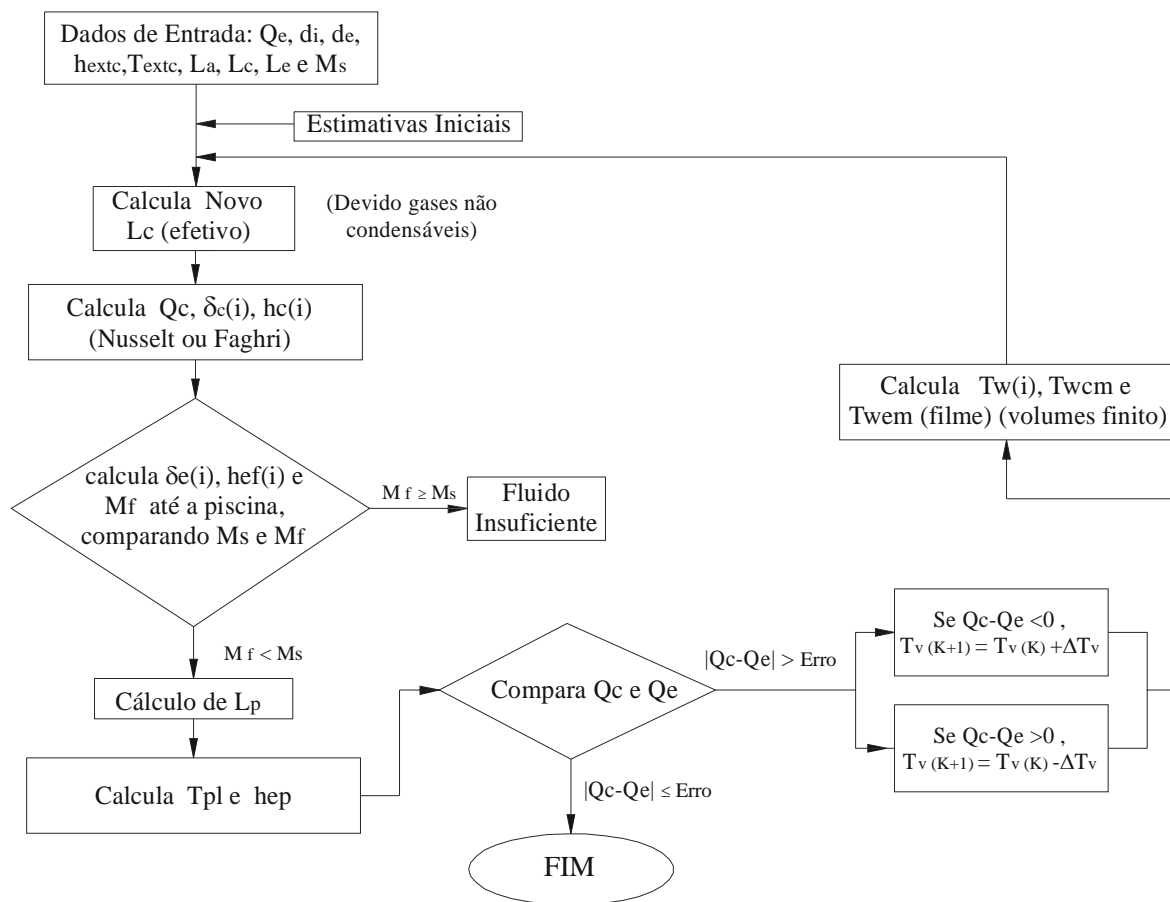 Dados de Entrada: Qe, di, de,
hextc,Textc, La, Lc, Le e Ms
Estimativas Iniciais
Calcula Novo
Lc (efetivo)
(Devido gases não
condensáveis)
Calcula Qc, δc(i), hc(i)
(Nusselt ou Faghri)
Calcula Tw(i), Twcm e
Twem (filme) (volumes finito)
calcula δe(i), hef(i) e
Mf até a piscina,
comparando Ms e Mf
Mf ≥ Ms
Fluido
Insuficiente
Mf < Ms
Cálculo de Lp
Calcula Tpl e hep
Compara Qc e Qe
|Qc-Qe| > Erro
Se Qc-Qe <0 ,
Tv (K+1) = Tv (K) +ΔTv
Se Qc-Qe >0 ,
Tv (K+1) = Tv (K) -ΔTv
|Qc-Qe| ≤ Erro
FIM